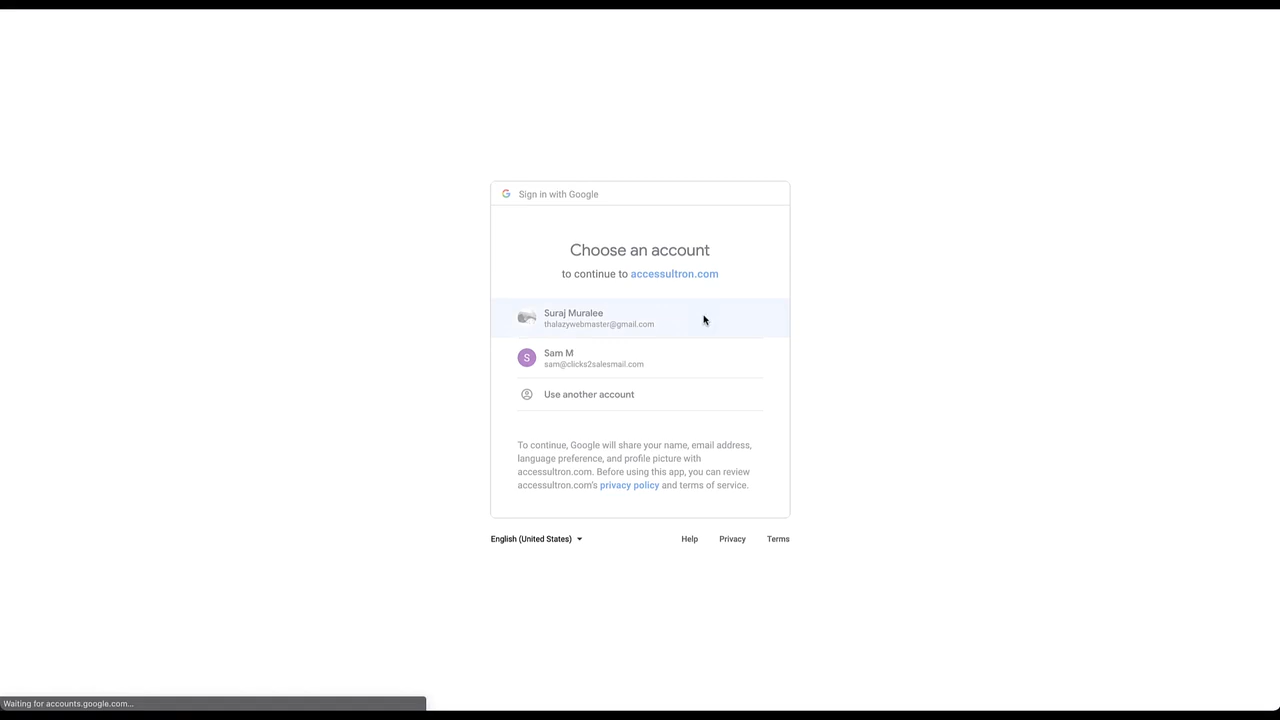 Sign in with Google
Choose an account
to continue to accessultron.com
Suraj Muralee
thalazywebmaster@gmail.com
S
Sam M
sam@clicks2salesmail.com
Use another account
To continue, Google will share your name, email address,
language preference, and profile picture with
accessultron.com. Before using this app, you can review
accessultron.com's privacy policy and terms of service.
English (United States)
Help
Privacy
Terms
Waiting for accounts.google.com...